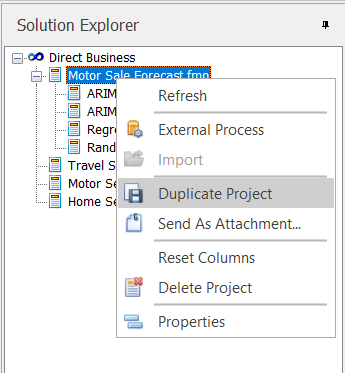 Solution Explorer
Direct Business
Motor Sale Forecast.fmp
ARIM
ARIM
Regre
Rand
Travel S
Motor Se
Home Se
Refresh
External Process
Import
Duplicate Project
Send As Attachment...
Reset Columns
Delete Project
Properties